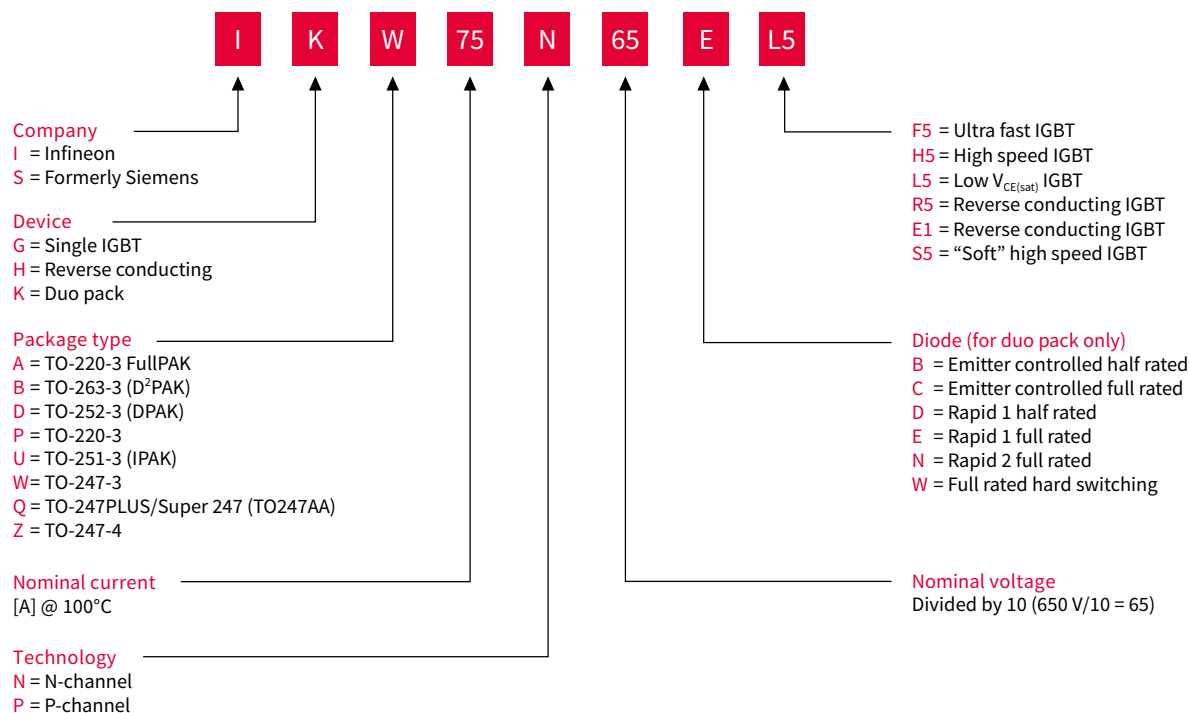 I K W 75 N 65 E L5
Company
I = Infineon
S = Formerly Siemens
Device
G = Single IGBT
H = Reverse conducting
K = Duo pack
Package type
A = TO-220-3 FullPAK
B = TO-263-3 (D²PAK)
D = TO-252-3 (DPAK)
P = TO-220-3
U = TO-251-3 (IPAK)
W= TO-247-3
Q = TO-247PLUS/Super 247 (TO247AA)
Z = TO-247-4
Nominal current
[A] @ 100°C
Technology
N = N-channel
P = P-channel
F5 = Ultra fast IGBT
H5 = High speed IGBT
L5 = Low VCE(sat) IGBT
R5 = Reverse conducting IGBT
E1 = Reverse conducting IGBT
S5 = “Soft” high speed IGBT
Diode (for duo pack only)
B = Emitter controlled half rated
C = Emitter controlled full rated
D = Rapid 1 half rated
E = Rapid 1 full rated
N = Rapid 2 full rated
W = Full rated hard switching
Nominal voltage
Divided by 10 (650 V/10 = 65)